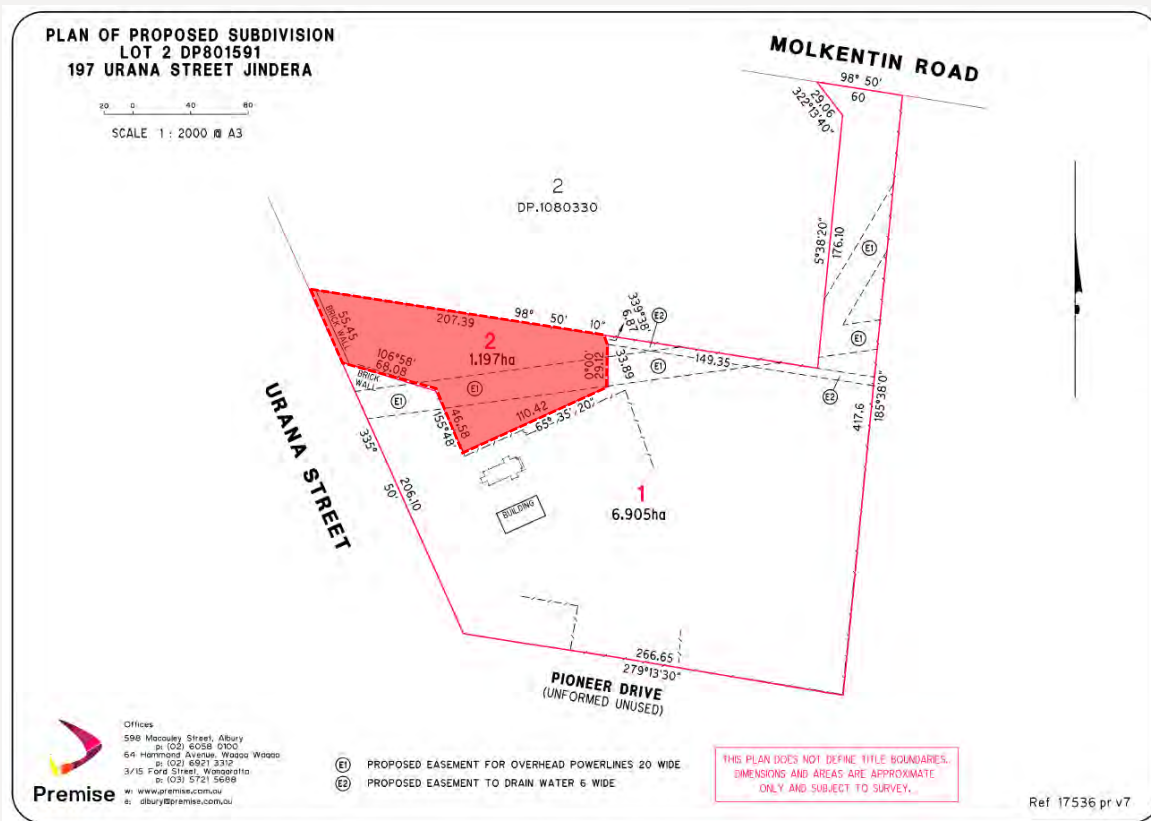 PLAN OF PROPOSED SUBDIVISION
LOT 2 DP801591
197 URANA STREET JINDERA
20 0 40 80
SCALE 1 : 2000 @ A3
MOLKENTIN ROAD
98° 50'
60
29.06
322°13'40"
2
DP.1080330
5°38'20"
176.10
E1
E1
339°38'
6.87
E2
207.39 98° 50' 10"
BRICK WALL
55.45
2
1.197ha
106°58'
68.08
BRICK
WALL
E1
E1
0°00'
29.12
33.89
E1
149.35
E2
417.6
185°38'0"
46.58
155°48'
110.42
65° 35' 20"
URANA STREET
335°
50'
206.10
BUILDING
1
6.905ha
266.65
279°13'30"
PIONEER DRIVE
(UNFORMED UNUSED)
Premise
Offices
598 Macauley Street, Albury
p: (02) 6058 0100
64 Hammond Avenue, Wagga Wagga
p: (02) 6921 3312
3/15 Ford Street, Wangaratta
p: (03) 5721 5688
w: www.premise.com.au
e: albury@premise.com.au
E1 PROPOSED EASEMENT FOR OVERHEAD POWERLINES 20 WIDE
E2 PROPOSED EASEMENT TO DRAIN WATER 6 WIDE
THIS PLAN DOES NOT DEFINE TITLE BOUNDARIES.
DIMENSIONS AND AREAS ARE APPROXIMATE
ONLY AND SUBJECT TO SURVEY.
Ref 17536 pr v7